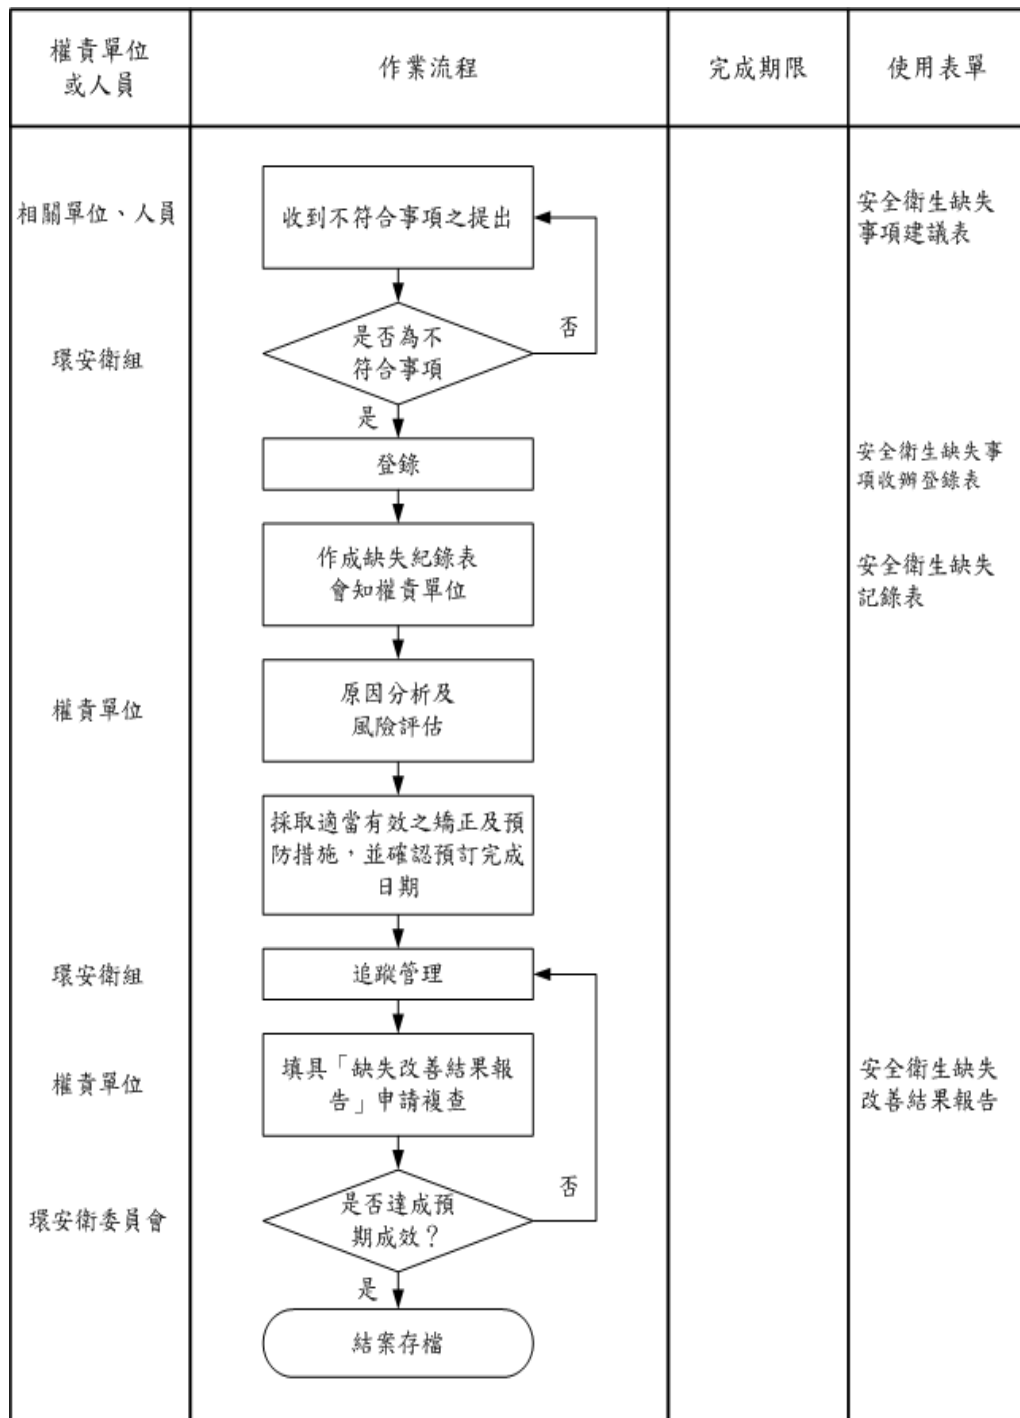 權責單位
或人員
作業流程
完成期限
使用表單
相關單位、人員
收到不符合事項之提出
安全衛生缺失
事項建議表
環安衛組
是否為不
符合事項
否
是
登錄
安全衛生缺失事
項收辦登錄表
作成缺失紀錄表
會知權責單位
安全衛生缺失
記錄表
權責單位
原因分析及
風險評估
採取適當有效之矯正及預
防措施，並確認預訂完成
日期
環安衛組
追蹤管理
權責單位
填具「缺失改善結果報
告」申請複查
安全衛生缺失
改善結果報告
環安衛委員會
是否達成預
期成效？
否
是
結案存檔